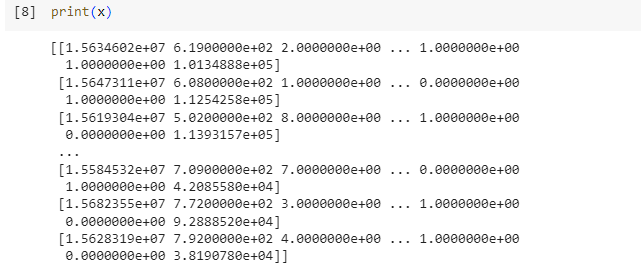 [8] print(x)
[[1.5634602e+07 6.1900000e+02 2.0000000e+00 ... 1.0000000e+00
1.0000000e+00 1.0134888e+05]
[1.5647311e+07 6.0800000e+02 1.0000000e+00 ... 0.0000000e+00
1.0000000e+00 1.1254258e+05]
[1.5619304e+07 5.0200000e+02 8.0000000e+00 ... 1.0000000e+00
0.0000000e+00 1.1393157e+05]
...
[1.5584532e+07 7.0900000e+02 7.0000000e+00 ... 0.0000000e+00
1.0000000e+00 4.2085580e+04]
[1.5682355e+07 7.7200000e+02 3.0000000e+00 ... 1.0000000e+00
0.0000000e+00 9.2888520e+04]
[1.5628319e+07 7.9200000e+02 4.0000000e+00 ... 1.0000000e+00
0.0000000e+00 3.8190780e+04]]